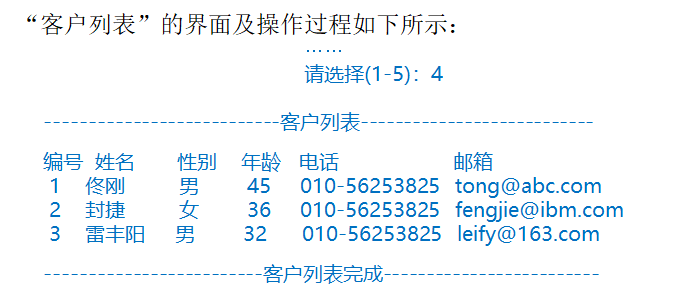 “客户列表”的界面及操作过程如下所示：
……
请选择(1-5)：4
---------------------------客户列表---------------------------
编号 姓名 性别 年龄 电话 邮箱
1 佟刚 男 45 010-56253825 tong@abc.com
2 封捷 女 36 010-56253825 fengjie@ibm.com
3 雷丰阳 男 32 010-56253825 leify@163.com
-------------------------客户列表完成-------------------------